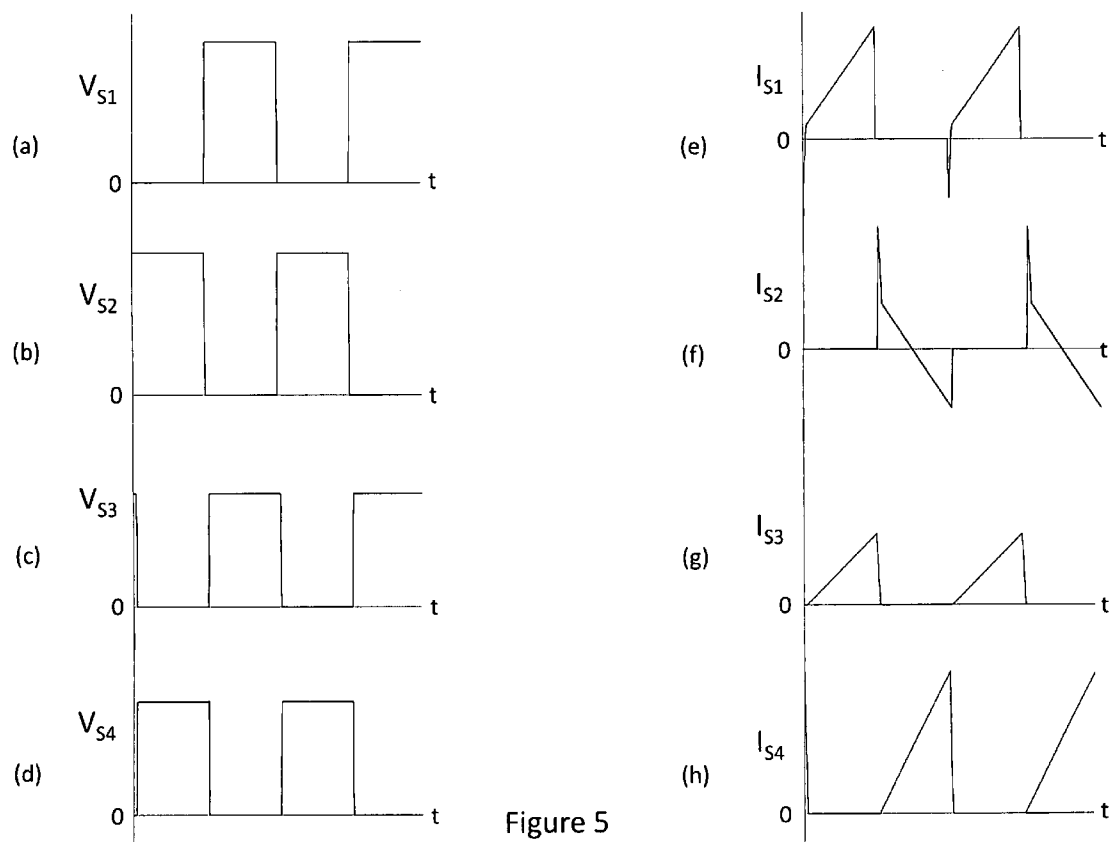 V_S1
(a)
0
t
V_S2
(b)
0
t
V_S3
(c)
0
t
V_S4
(d)
0
t
I_S1
(e)
0
t
I_S2
(f)
0
t
I_S3
(g)
0
t
I_S4
(h)
0
t
Figure 5